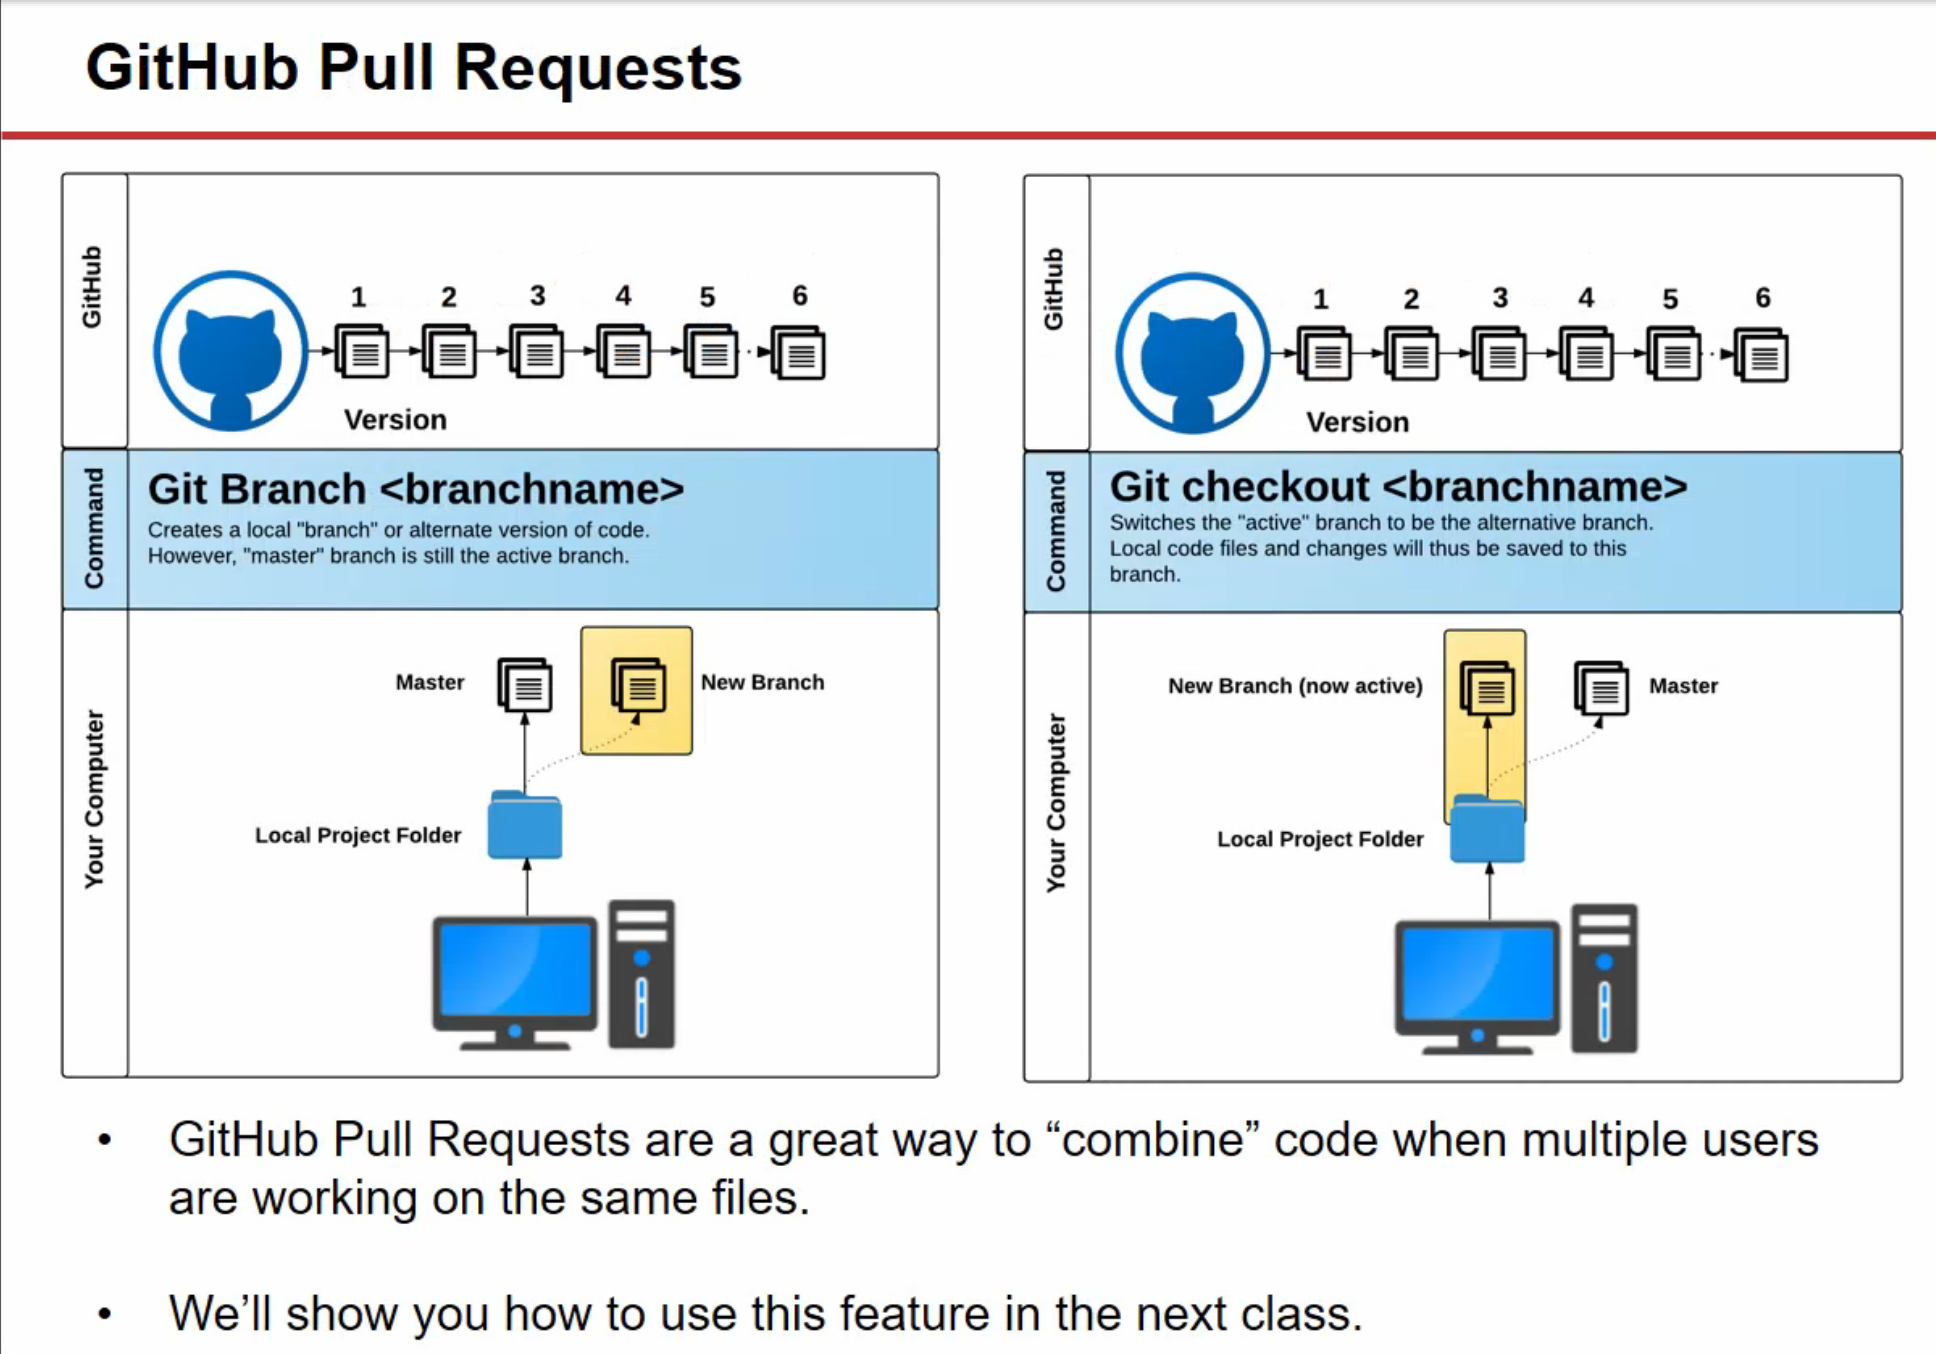 GitHub Pull Requests
GitHub
1 2 3 4 5 6
Version
Command
Git Branch <branchname>
Creates a local "branch" or alternate version of code.
However, "master" branch is still the active branch.
Your Computer
Master
New Branch
Local Project Folder
GitHub
1 2 3 4 5 6
Version
Command
Git checkout <branchname>
Switches the "active" branch to be the alternative branch.
Local code files and changes will thus be saved to this
branch.
Your Computer
New Branch (now active)
Master
Local Project Folder
• GitHub Pull Requests are a great way to “combine” code when multiple users
are working on the same files.
• We’ll show you how to use this feature in the next class.